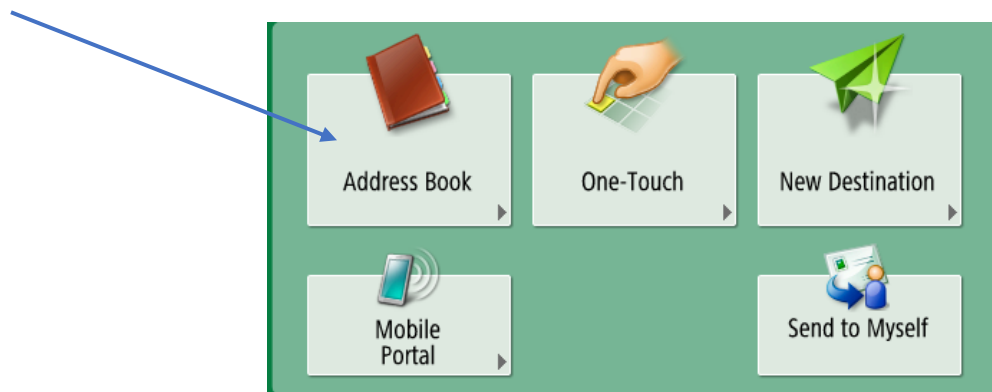 Address Book
One-Touch
New Destination
Mobile
Portal
Send to Myself